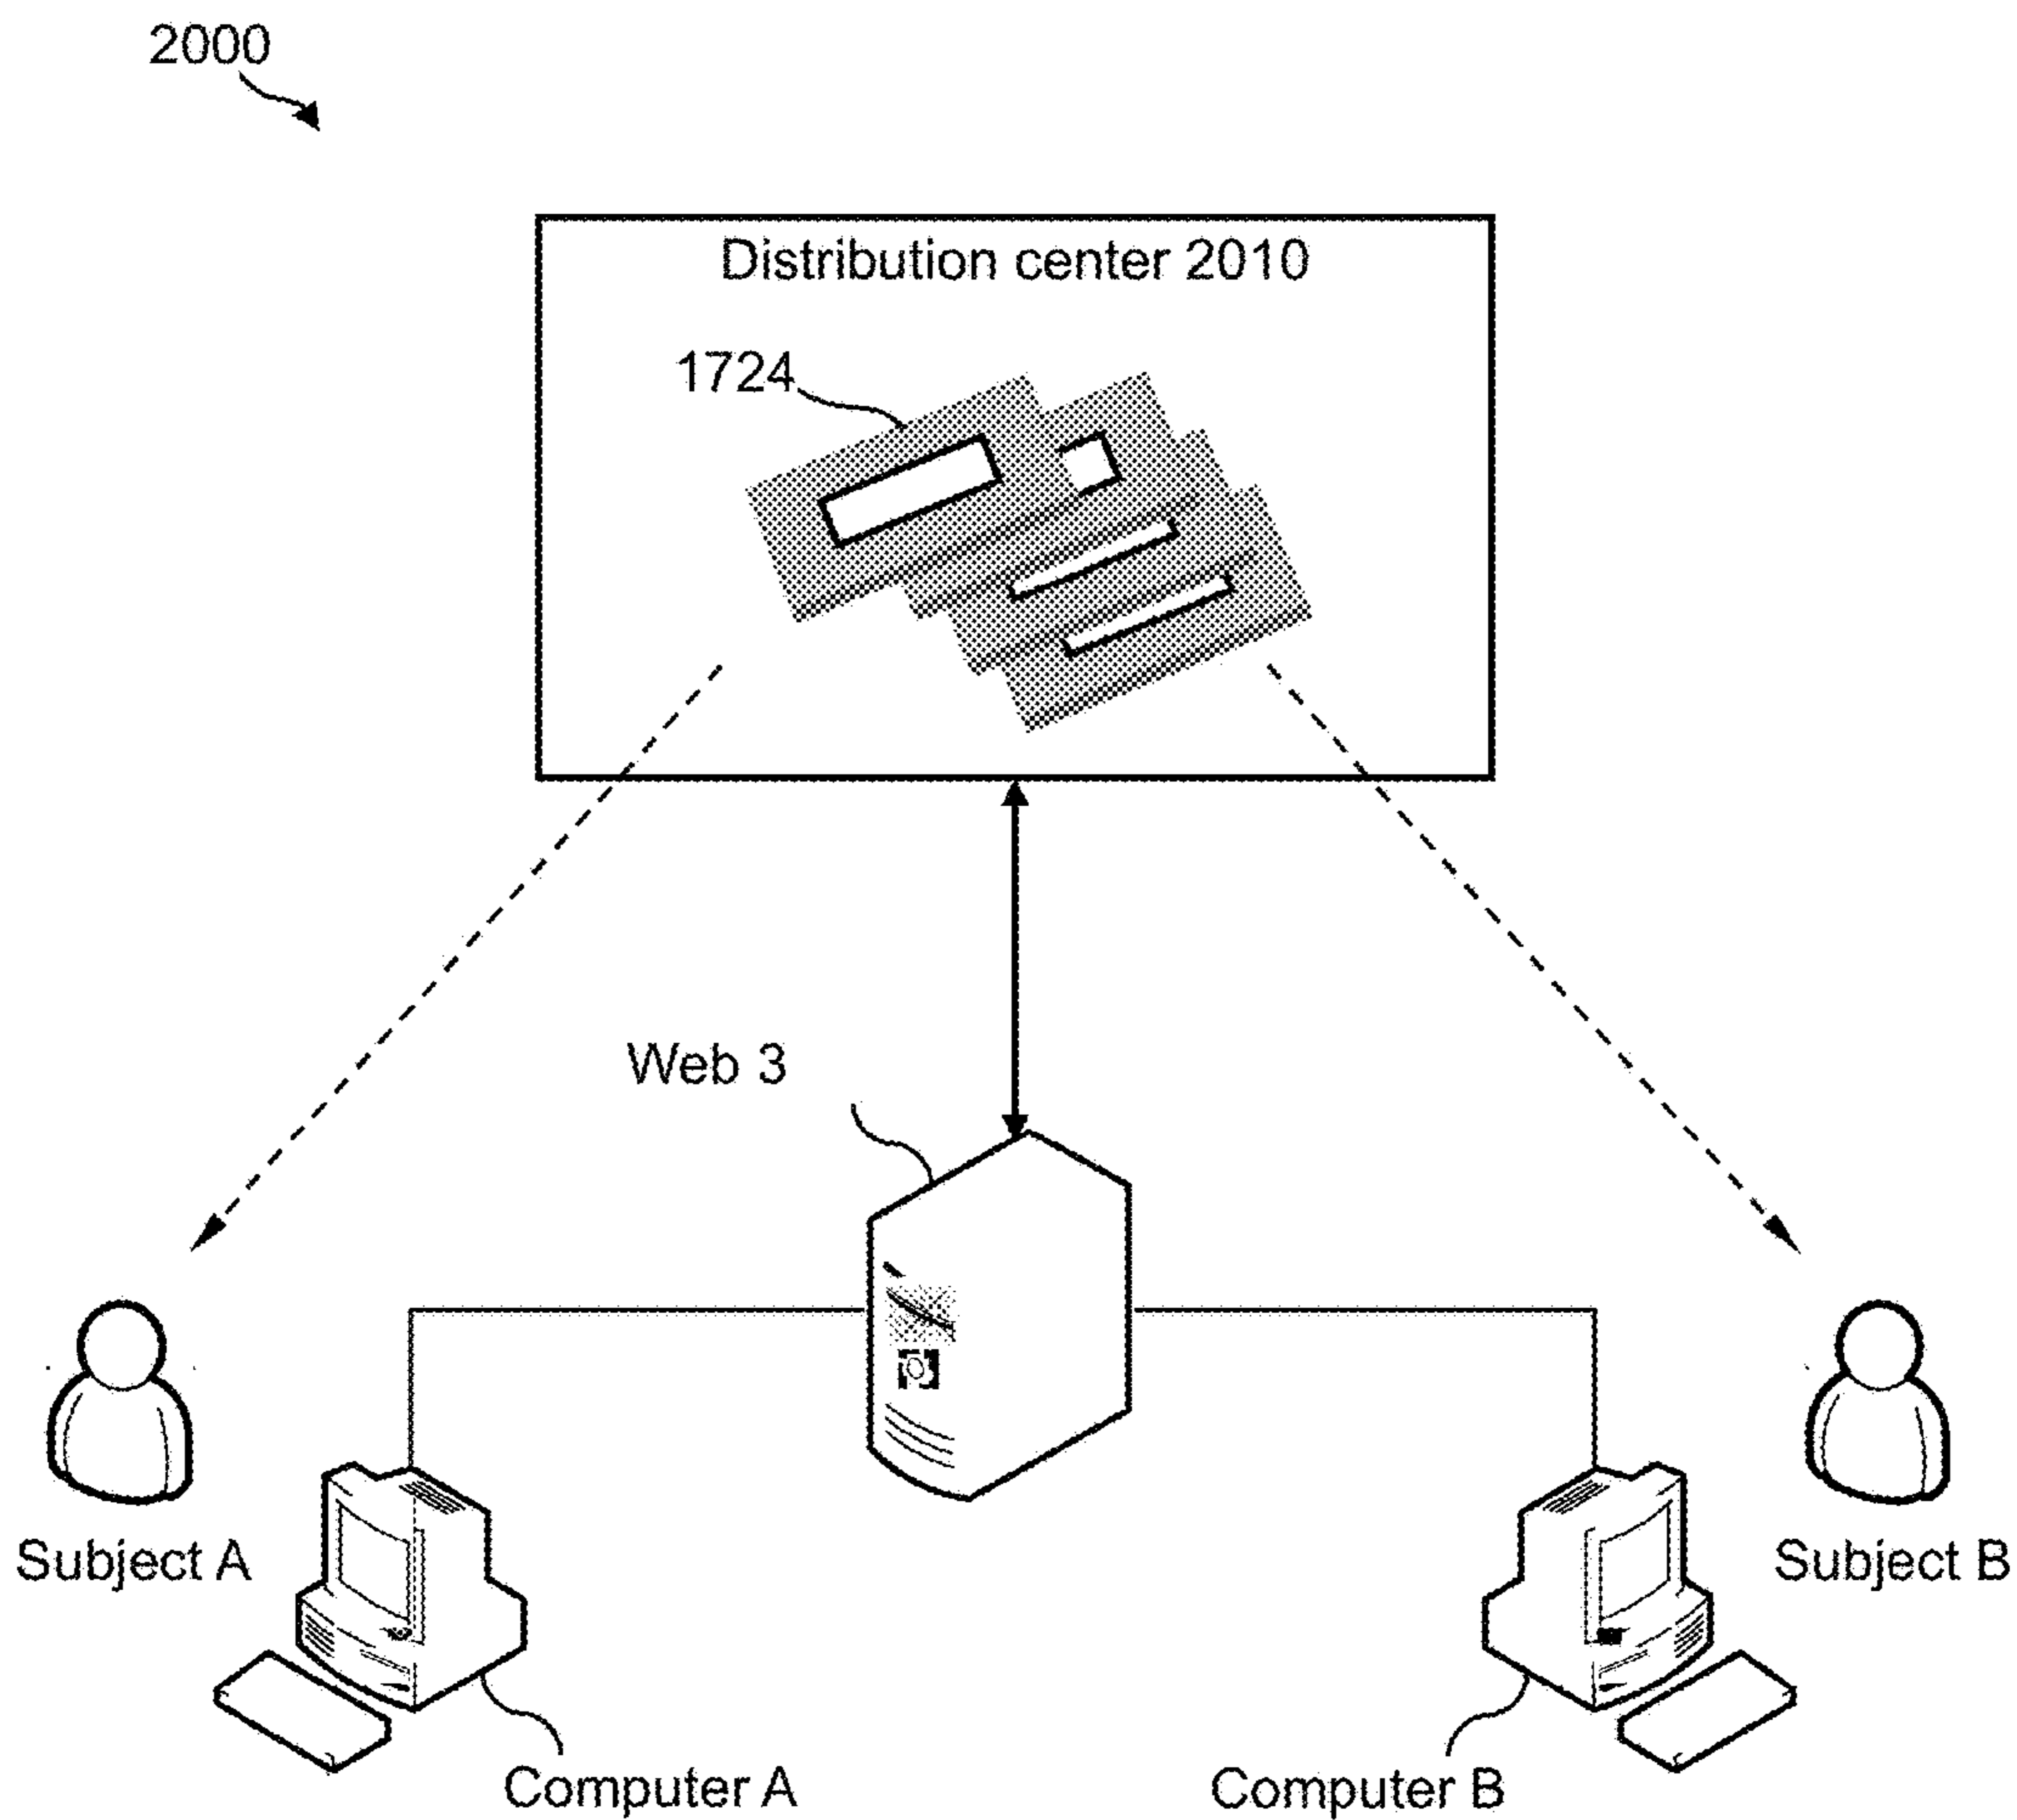 2000
Distribution center 2010
1724
Web 3
Subject A
Subject B
Computer A
Computer B